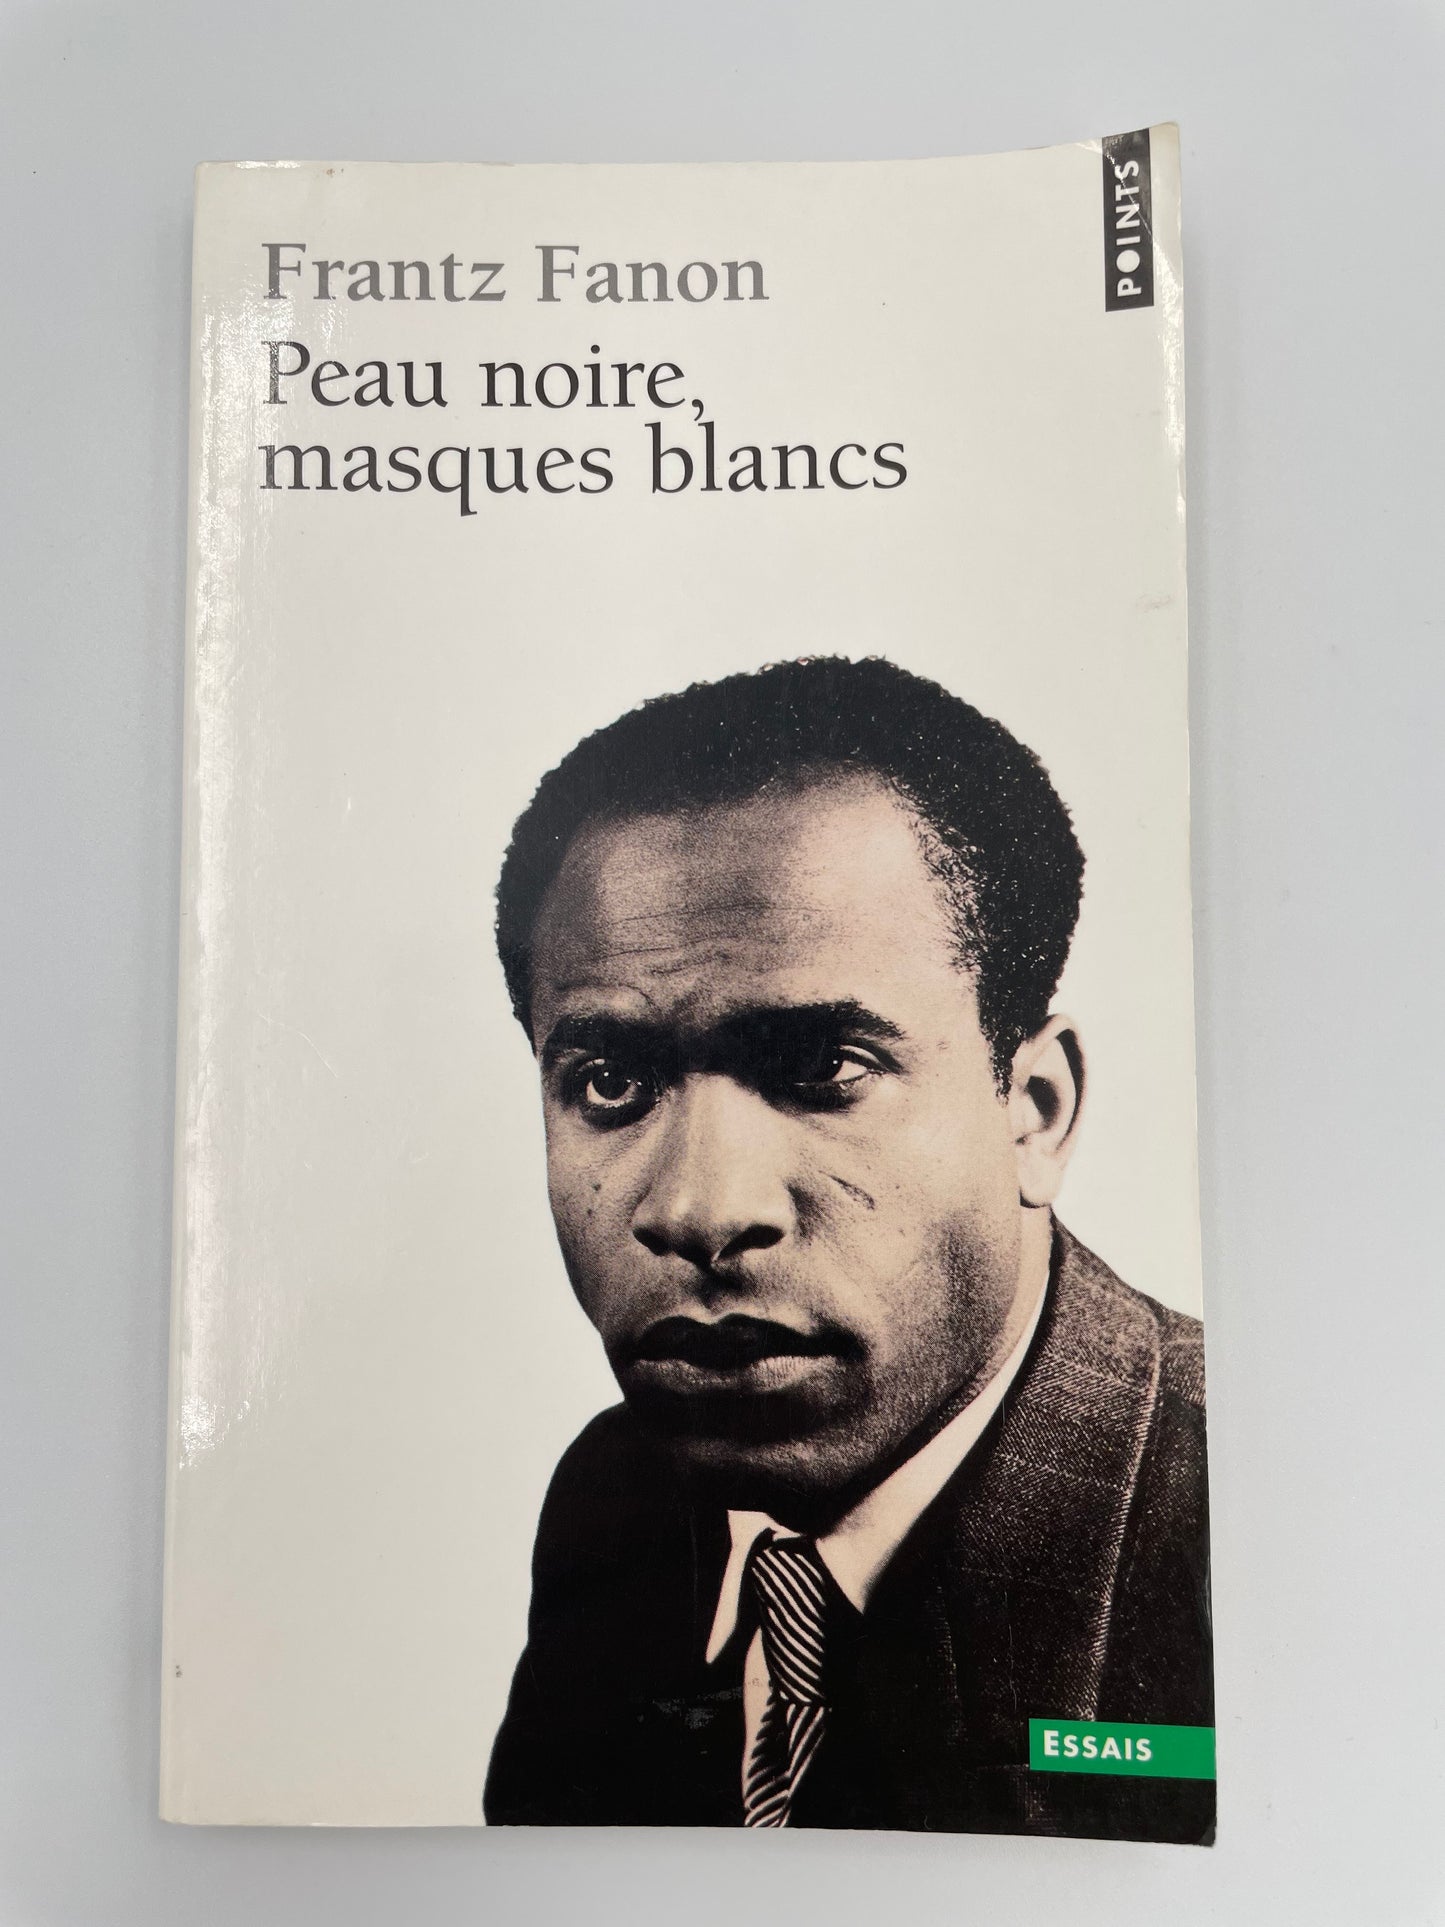 POINTS
Frantz Fanon
Peau noire,
masques blancs
ESSAIS